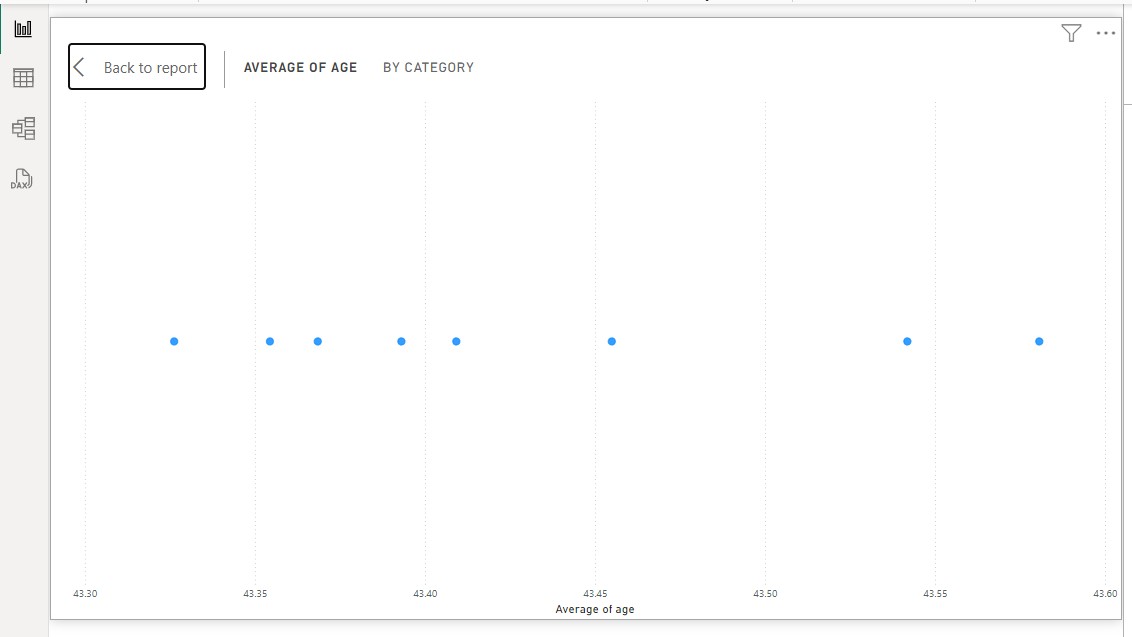 Back to report
AVERAGE OF AGE BY CATEGORY
DAX
43.30 43.35 43.40 43.45 43.50 43.55 43.60
Average of age